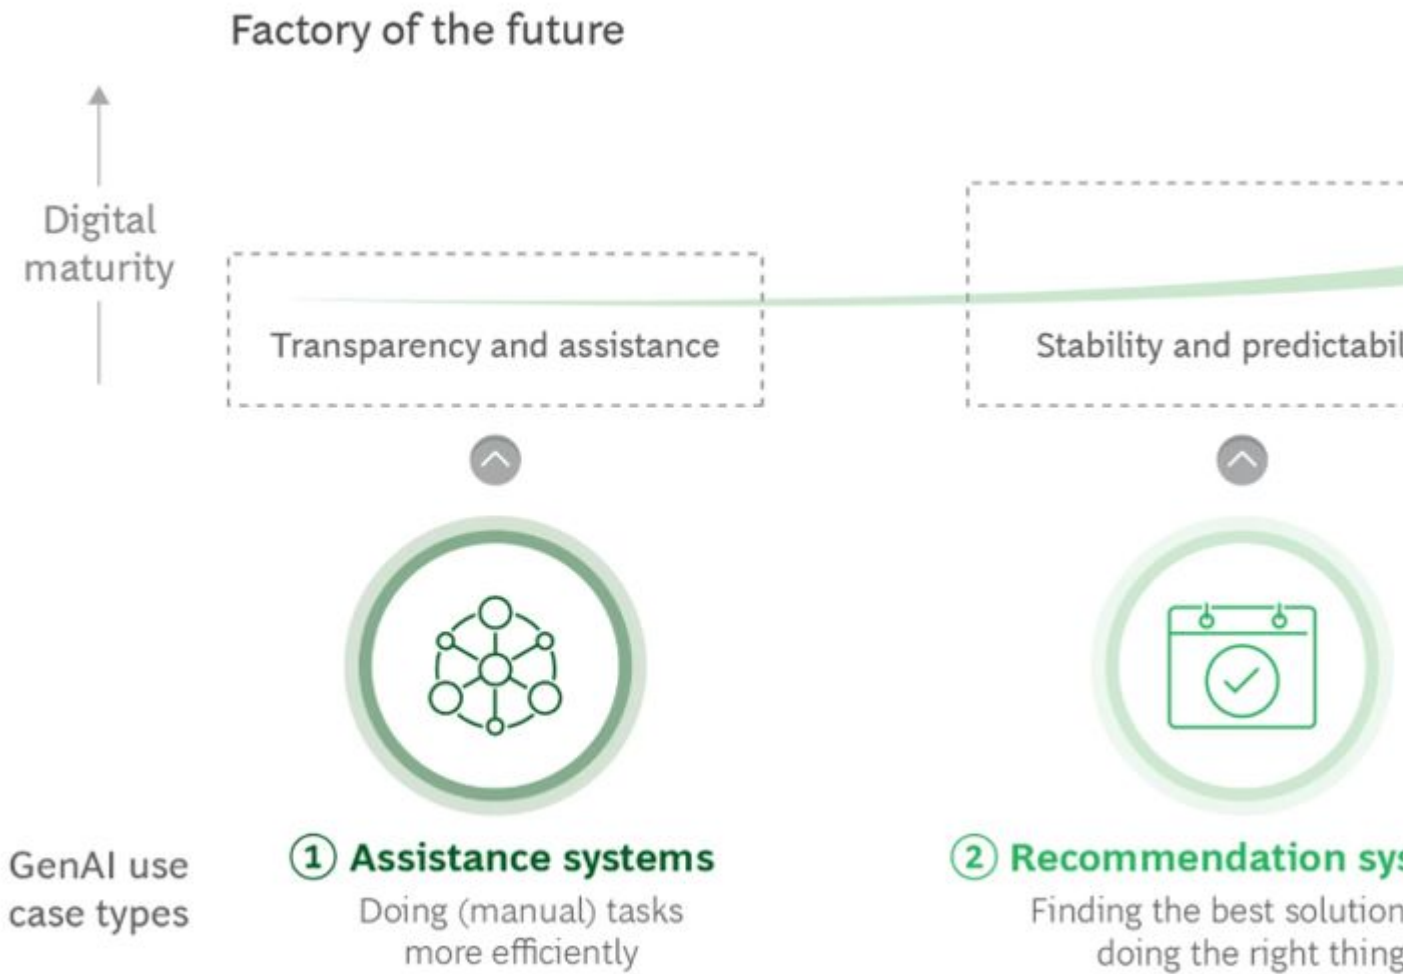 Factory of the future
Digital
maturity
Transparency and assistance
Stability and predictabil
GenAI use
case types
1 Assistance systems
Doing (manual) tasks
more efficiently
2 Recommendation sys
Finding the best solution
doing the right thing